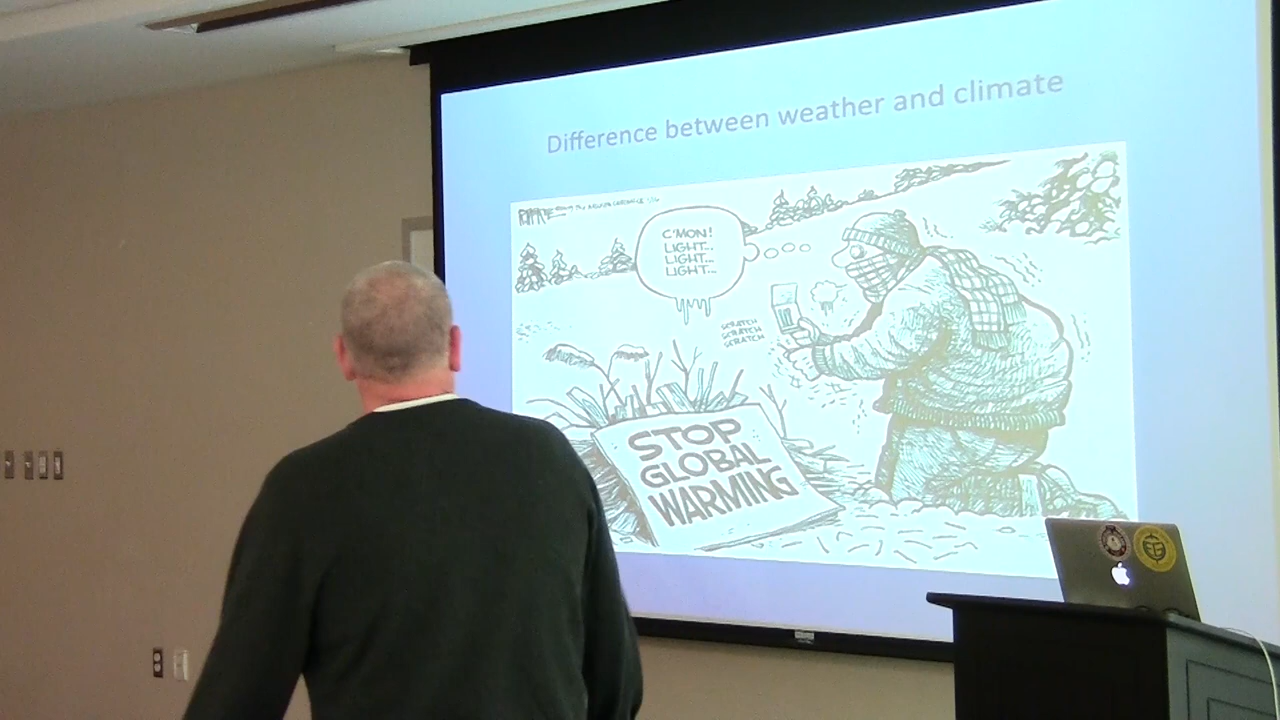 Difference between weather and climate
C'MON!
LIGHT..
LIGHT...
LIGHT...
SCRATCH
SCRATCH
SCRATCH
STOP
GLOBAL
WARMING